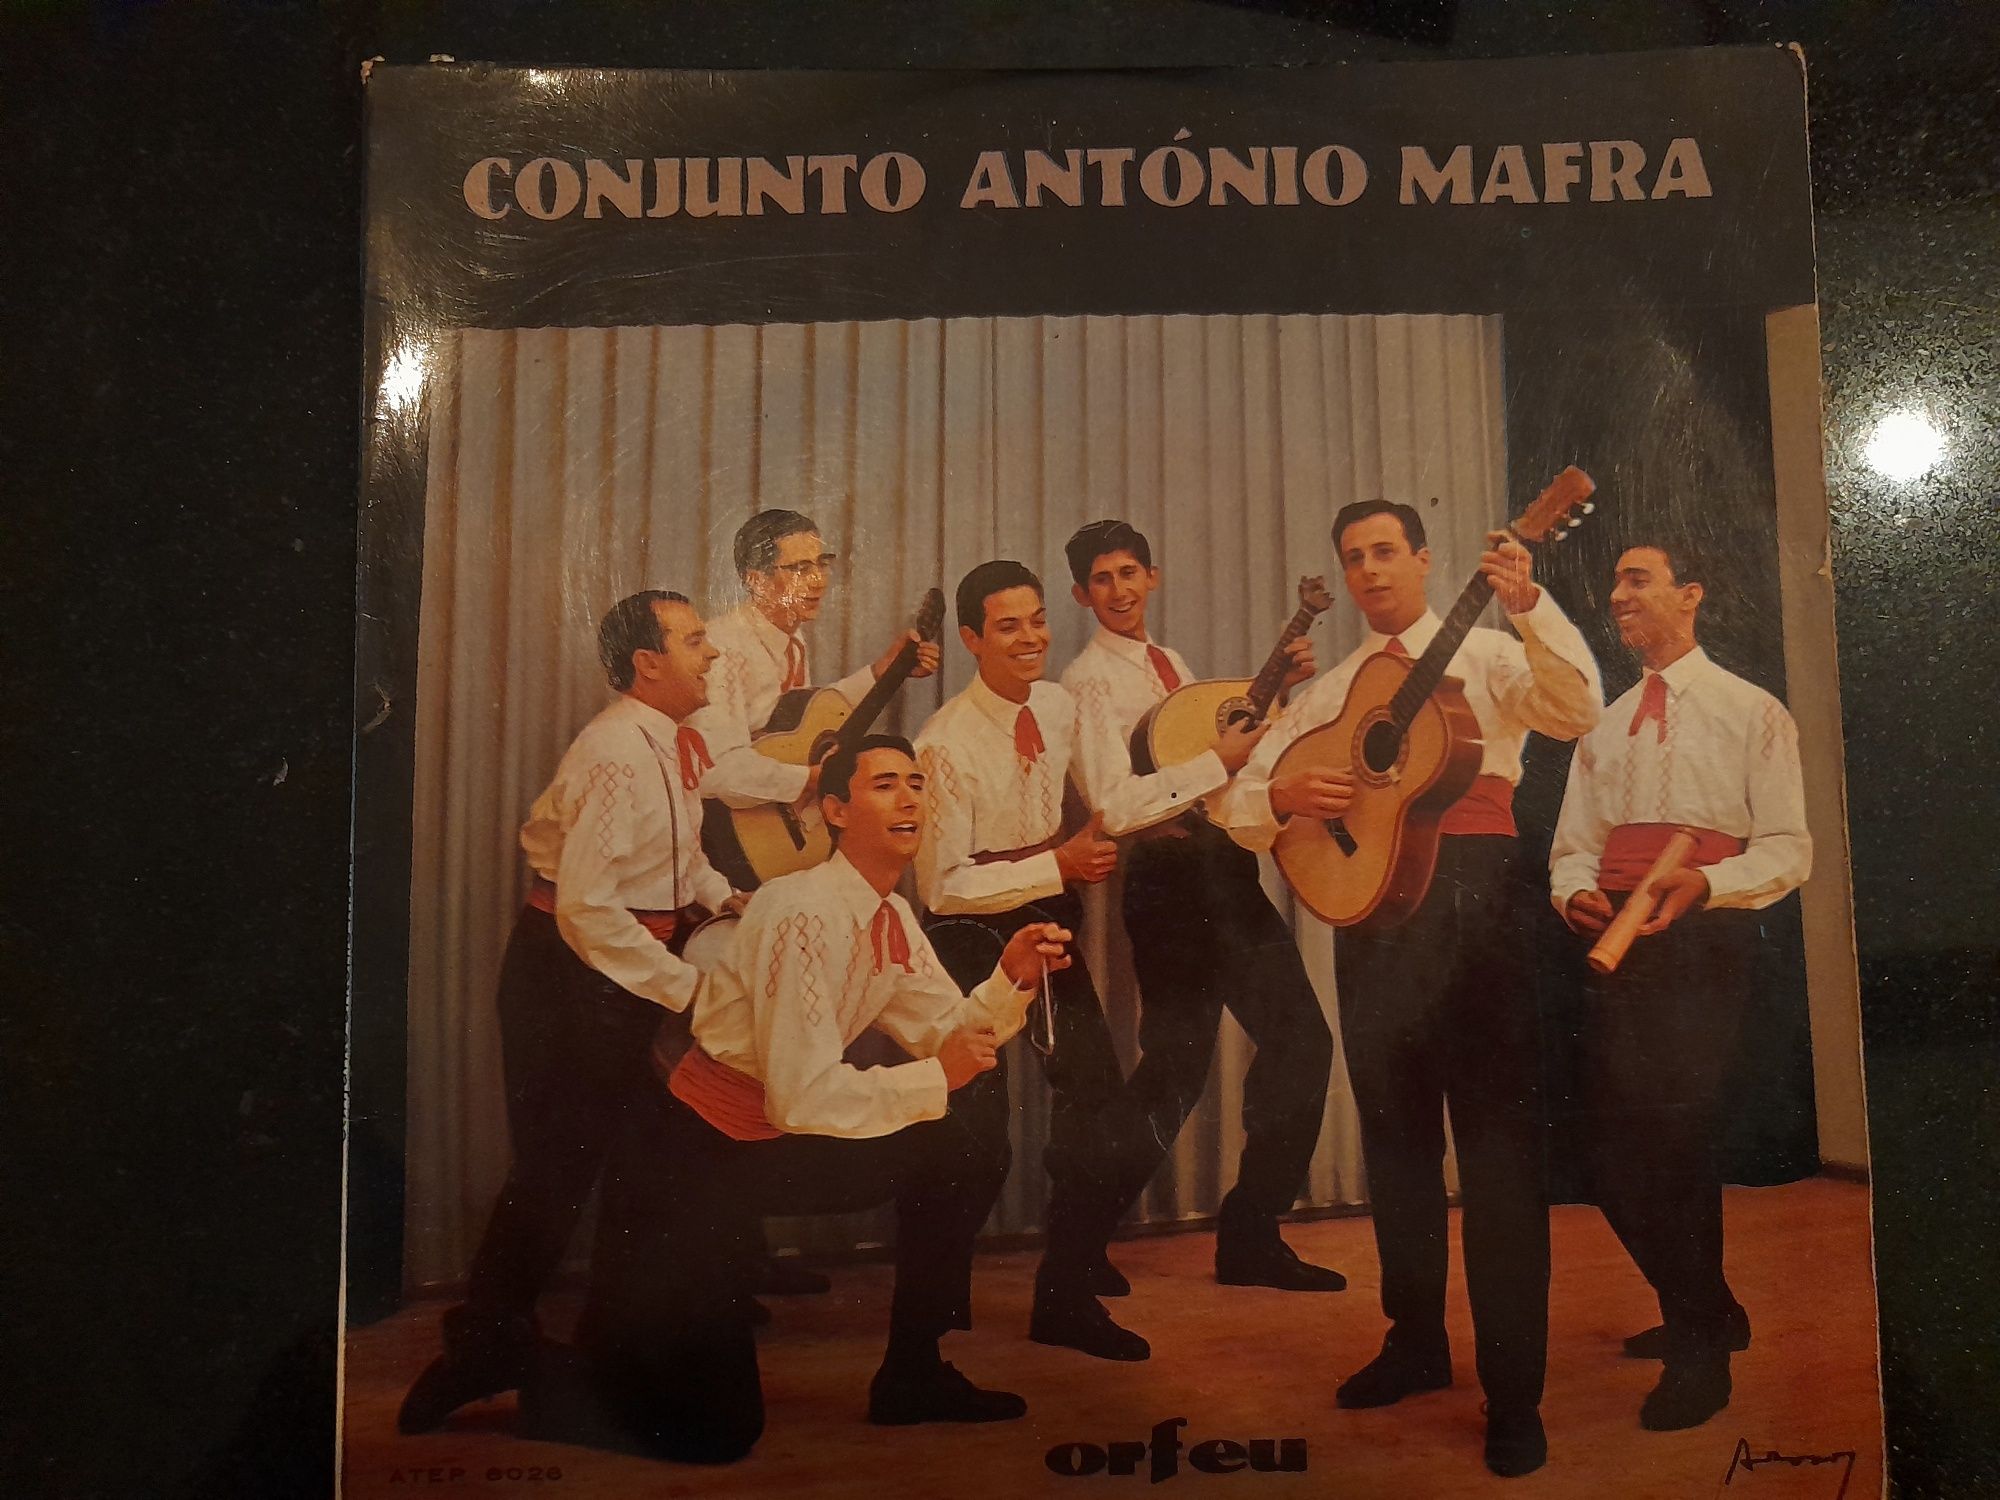 CONJUNTO ANTÓNIO MAFRA
orfeu
ATEP 6026